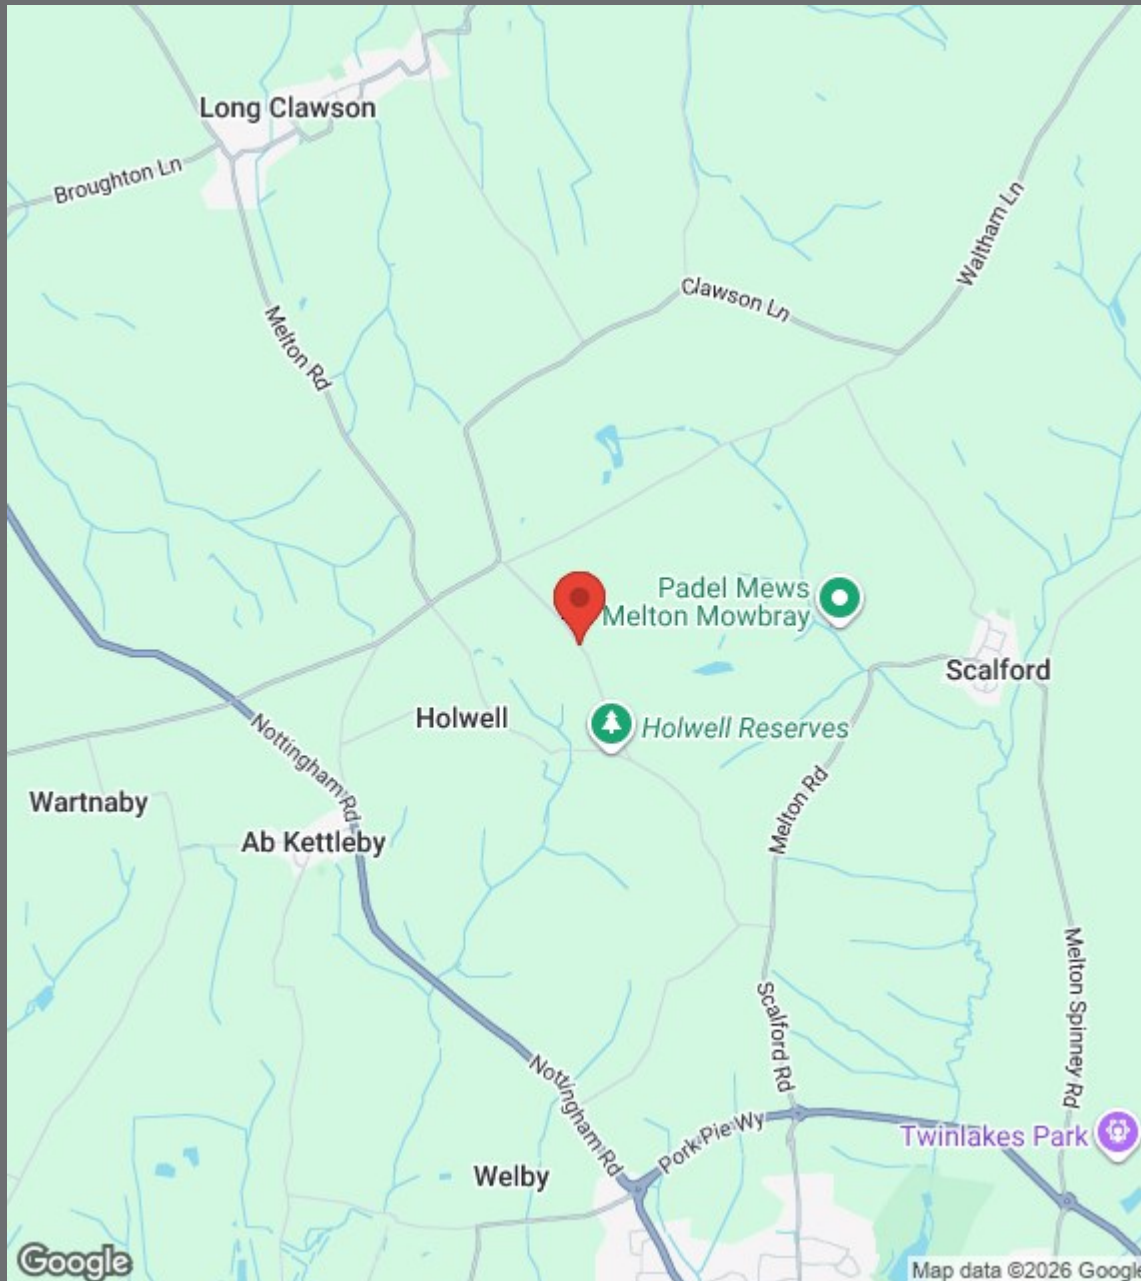 Long Clawson
Broughton Ln
Waltham Ln
Clawson Ln
Melton Rd
Padel Mews
Melton Mowbray
Scalford
Holwell
Holwell Reserves
Nottingham Rd
Wartnaby
Ab Kettleby
Melton Rd
Melton Spinney Rd
Scalford Rd
Nottingham Rd
Pork Pie Wy
Twinlakes Park
Welby
Google
Map data ©2026 Google